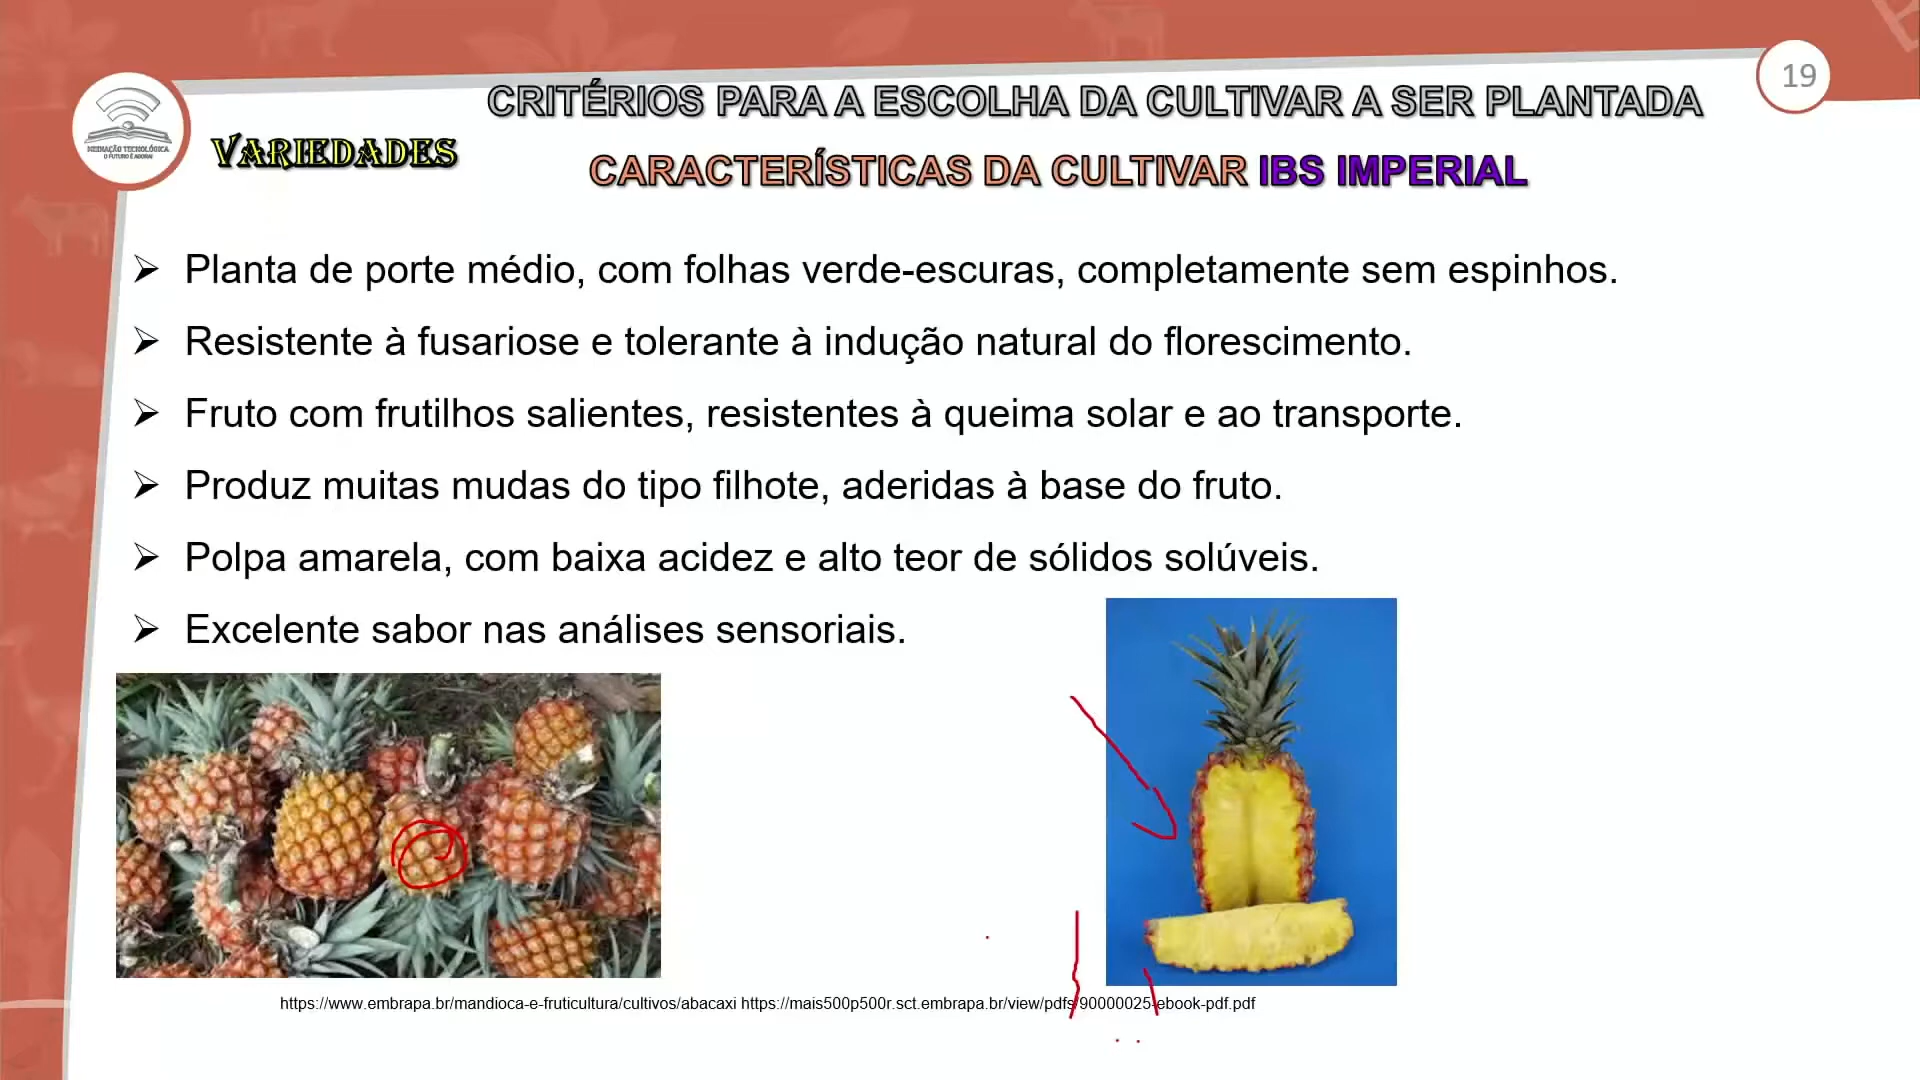 19
MEDIAÇÃO TECNOLÓGICA
O FUTURO É AGORA!
VARIEDADES
CRITÉRIOS PARA A ESCOLHA DA CULTIVAR A SER PLANTADA
CARACTERÍSTICAS DA CULTIVAR IBS IMPERIAL
Planta de porte médio, com folhas verde-escuras, completamente sem espinhos.
Resistente à fusariose e tolerante à indução natural do florescimento.
Fruto com frutilhos salientes, resistentes à queima solar e ao transporte.
Produz muitas mudas do tipo filhote, aderidas à base do fruto.
Polpa amarela, com baixa acidez e alto teor de sólidos solúveis.
Excelente sabor nas análises sensoriais.
https://www.embrapa.br/mandioca-e-fruticultura/cultivos/abacaxi https://mais500p500r.sct.embrapa.br/view/pdfs/90000025-ebook-pdf.pdf